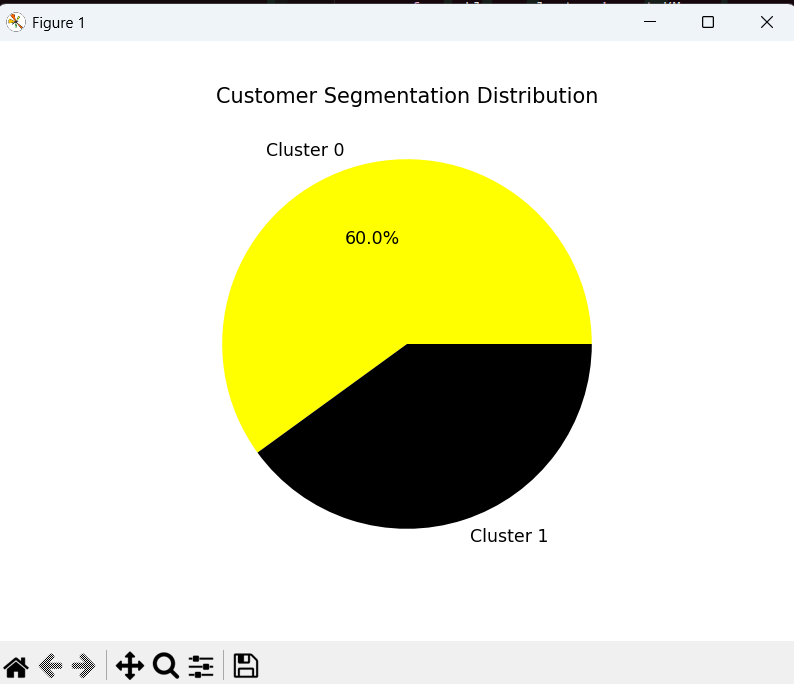 Figure 1
Customer Segmentation Distribution
Cluster 0
60.0%
Cluster 1